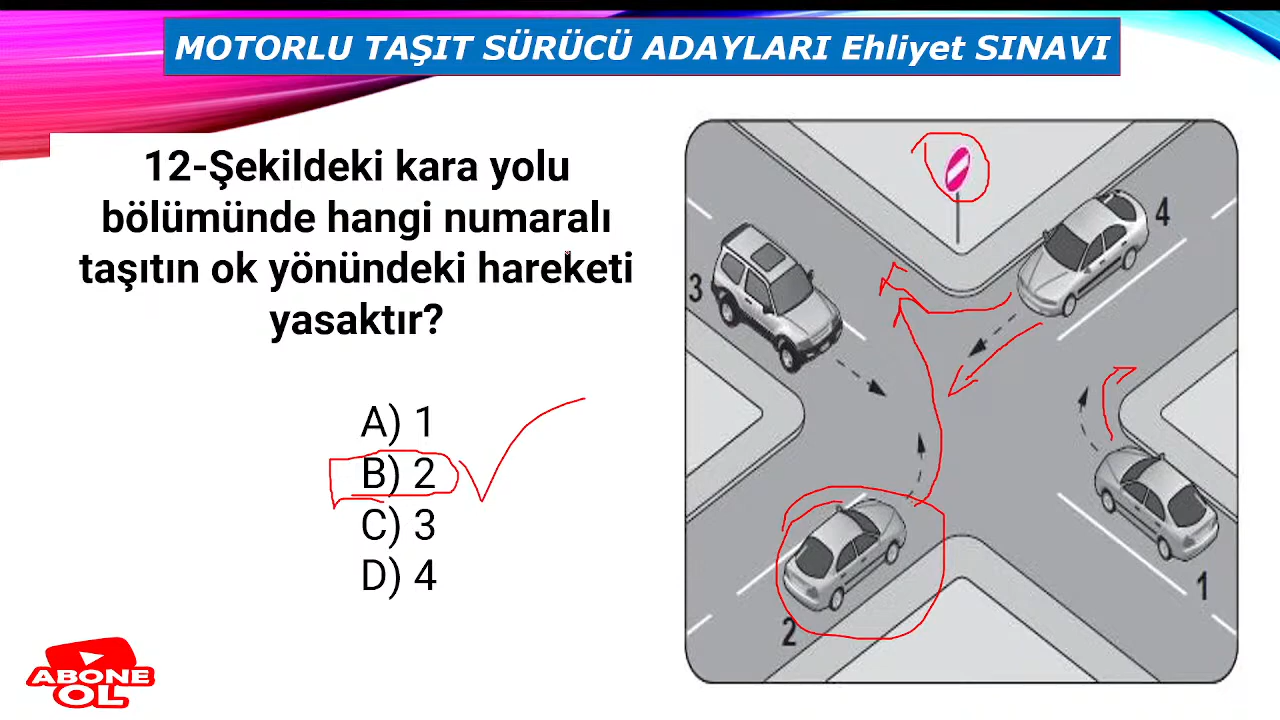 MOTORLU TAŞIT SÜRÜCÜ ADAYLARI Ehliyet SINAVI
12-Şekildeki kara yolu
bölümünde hangi numaralı
taşıtın ok yönündeki hareketi
yasaktır?
A) 1
B) 2
C) 3
D) 4
4
3
1
2
ABONE
OL